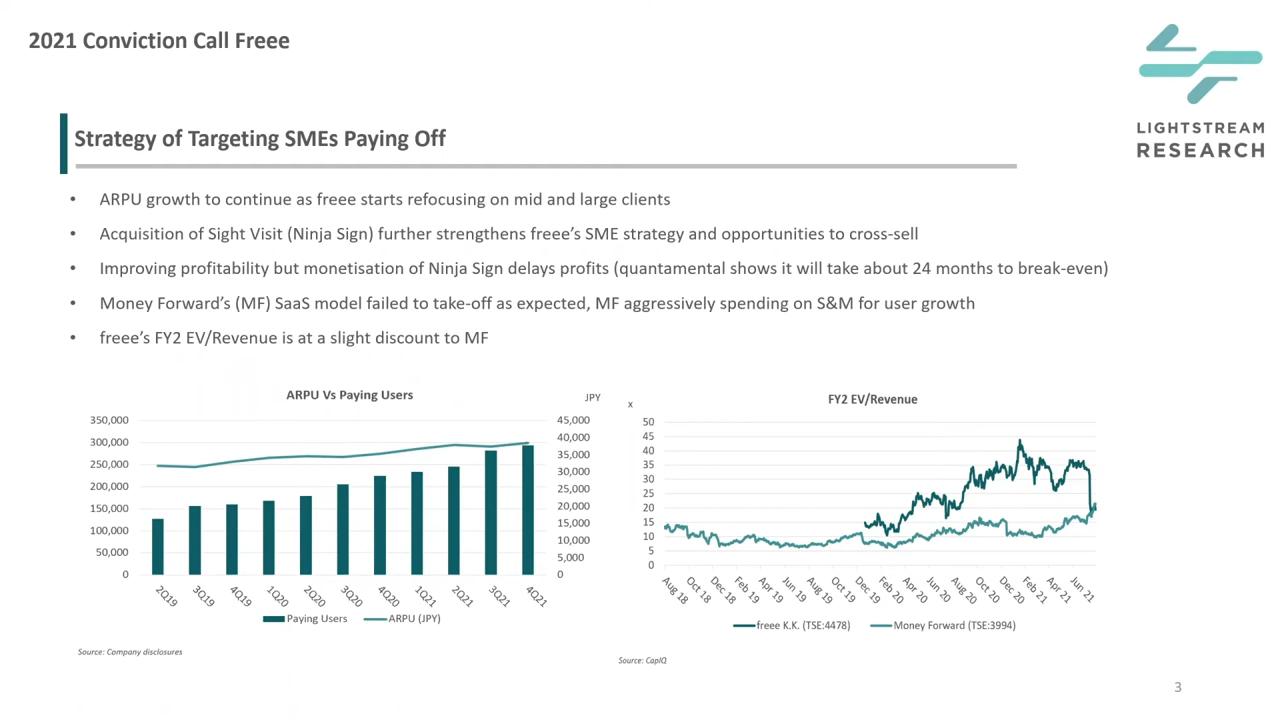 2021 Conviction Call Freee
LIGHTSTREAM
RESEARCH
Strategy of Targeting SMEs Paying Off
• ARPU growth to continue as freee starts refocusing on mid and large clients
• Acquisition of Sight Visit (Ninja Sign) further strengthens freee’s SME strategy and opportunities to cross-sell
• Improving profitability but monetisation of Ninja Sign delays profits (quantamental shows it will take about 24 months to break-even)
• Money Forward’s (MF) SaaS model failed to take-off as expected, MF aggressively spending on S&M for user growth
• freee’s FY2 EV/Revenue is at a slight discount to MF
ARPU Vs Paying Users
JPY
350,000
300,000
250,000
200,000
150,000
100,000
50,000
0
45,000
40,000
35,000
30,000
25,000
20,000
15,000
10,000
5,000
0
2Q19 3Q19 4Q19 1Q20 2Q20 3Q20 4Q20 1Q21 2Q21 3Q21 4Q21
Paying Users ARPU (JPY)
Source: Company disclosures
FY2 EV/Revenue
x
50
45
40
35
30
25
20
15
10
5
0
Aug 18 Oct 18 Dec 18 Feb 19 Apr 19 Jun 19 Aug 19 Oct 19 Dec 19 Feb 20 Apr 20 Jun 20 Aug 20 Oct 20 Dec 20 Feb 21 Apr 21 Jun 21
freee K.K. (TSE:4478) Money Forward (TSE:3994)
Source: CapIQ
3